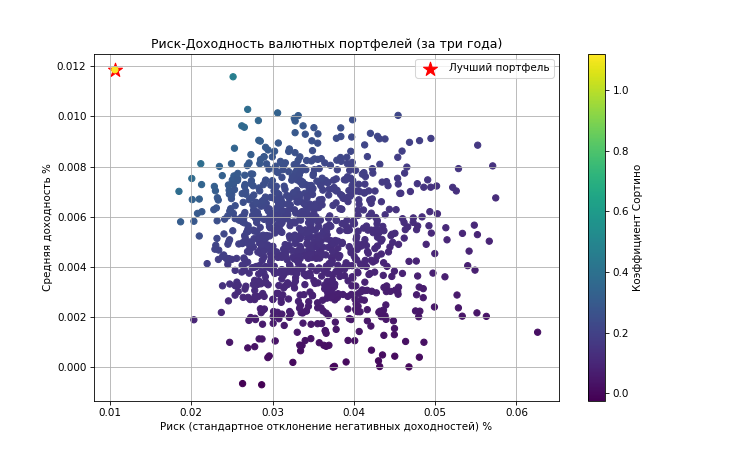 Риск-Доходность валютных портфелей (за три года)
Лучший портфель
Средняя доходность %
0.012
0.010
0.008
0.006
0.004
0.002
0.000
0.01 0.02 0.03 0.04 0.05 0.06
Риск (стандартное отклонение негативных доходностей) %
1.0
0.8
0.6
0.4
0.2
0.0
Коэффициент Сортино